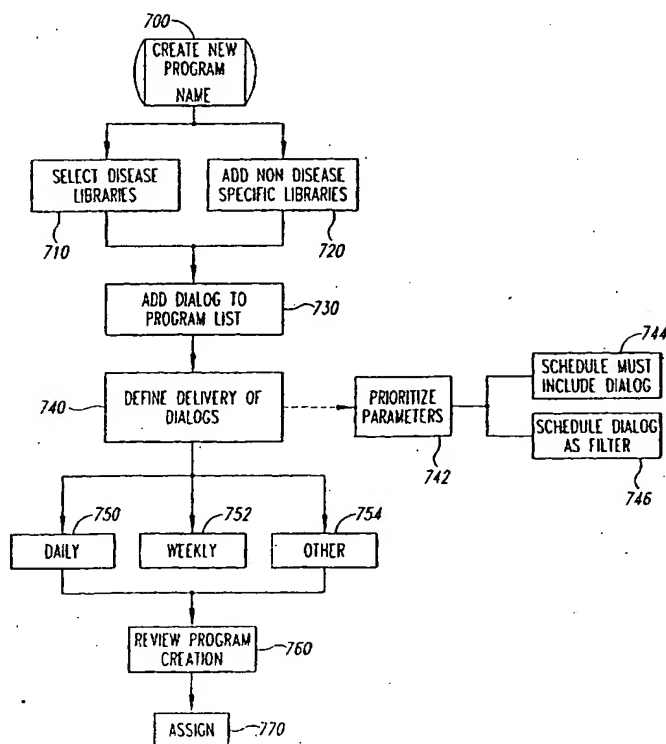 700
CREATE NEW
PROGRAM
NAME
SELECT DISEASE
LIBRARIES
710
ADD NON DISEASE
SPECIFIC LIBRARIES
720
ADD DIALOG TO
PROGRAM LIST
730
740
DEFINE DELIVERY OF
DIALOGS
PRIORITIZE
PARAMETERS
742
744
SCHEDULE MUST
INCLUDE DIALOG
SCHEDULE DIALOG
AS FILTER
746
750
DAILY
752
WEEKLY
754
OTHER
REVIEW PROGRAM
CREATION
760
ASSIGN
770